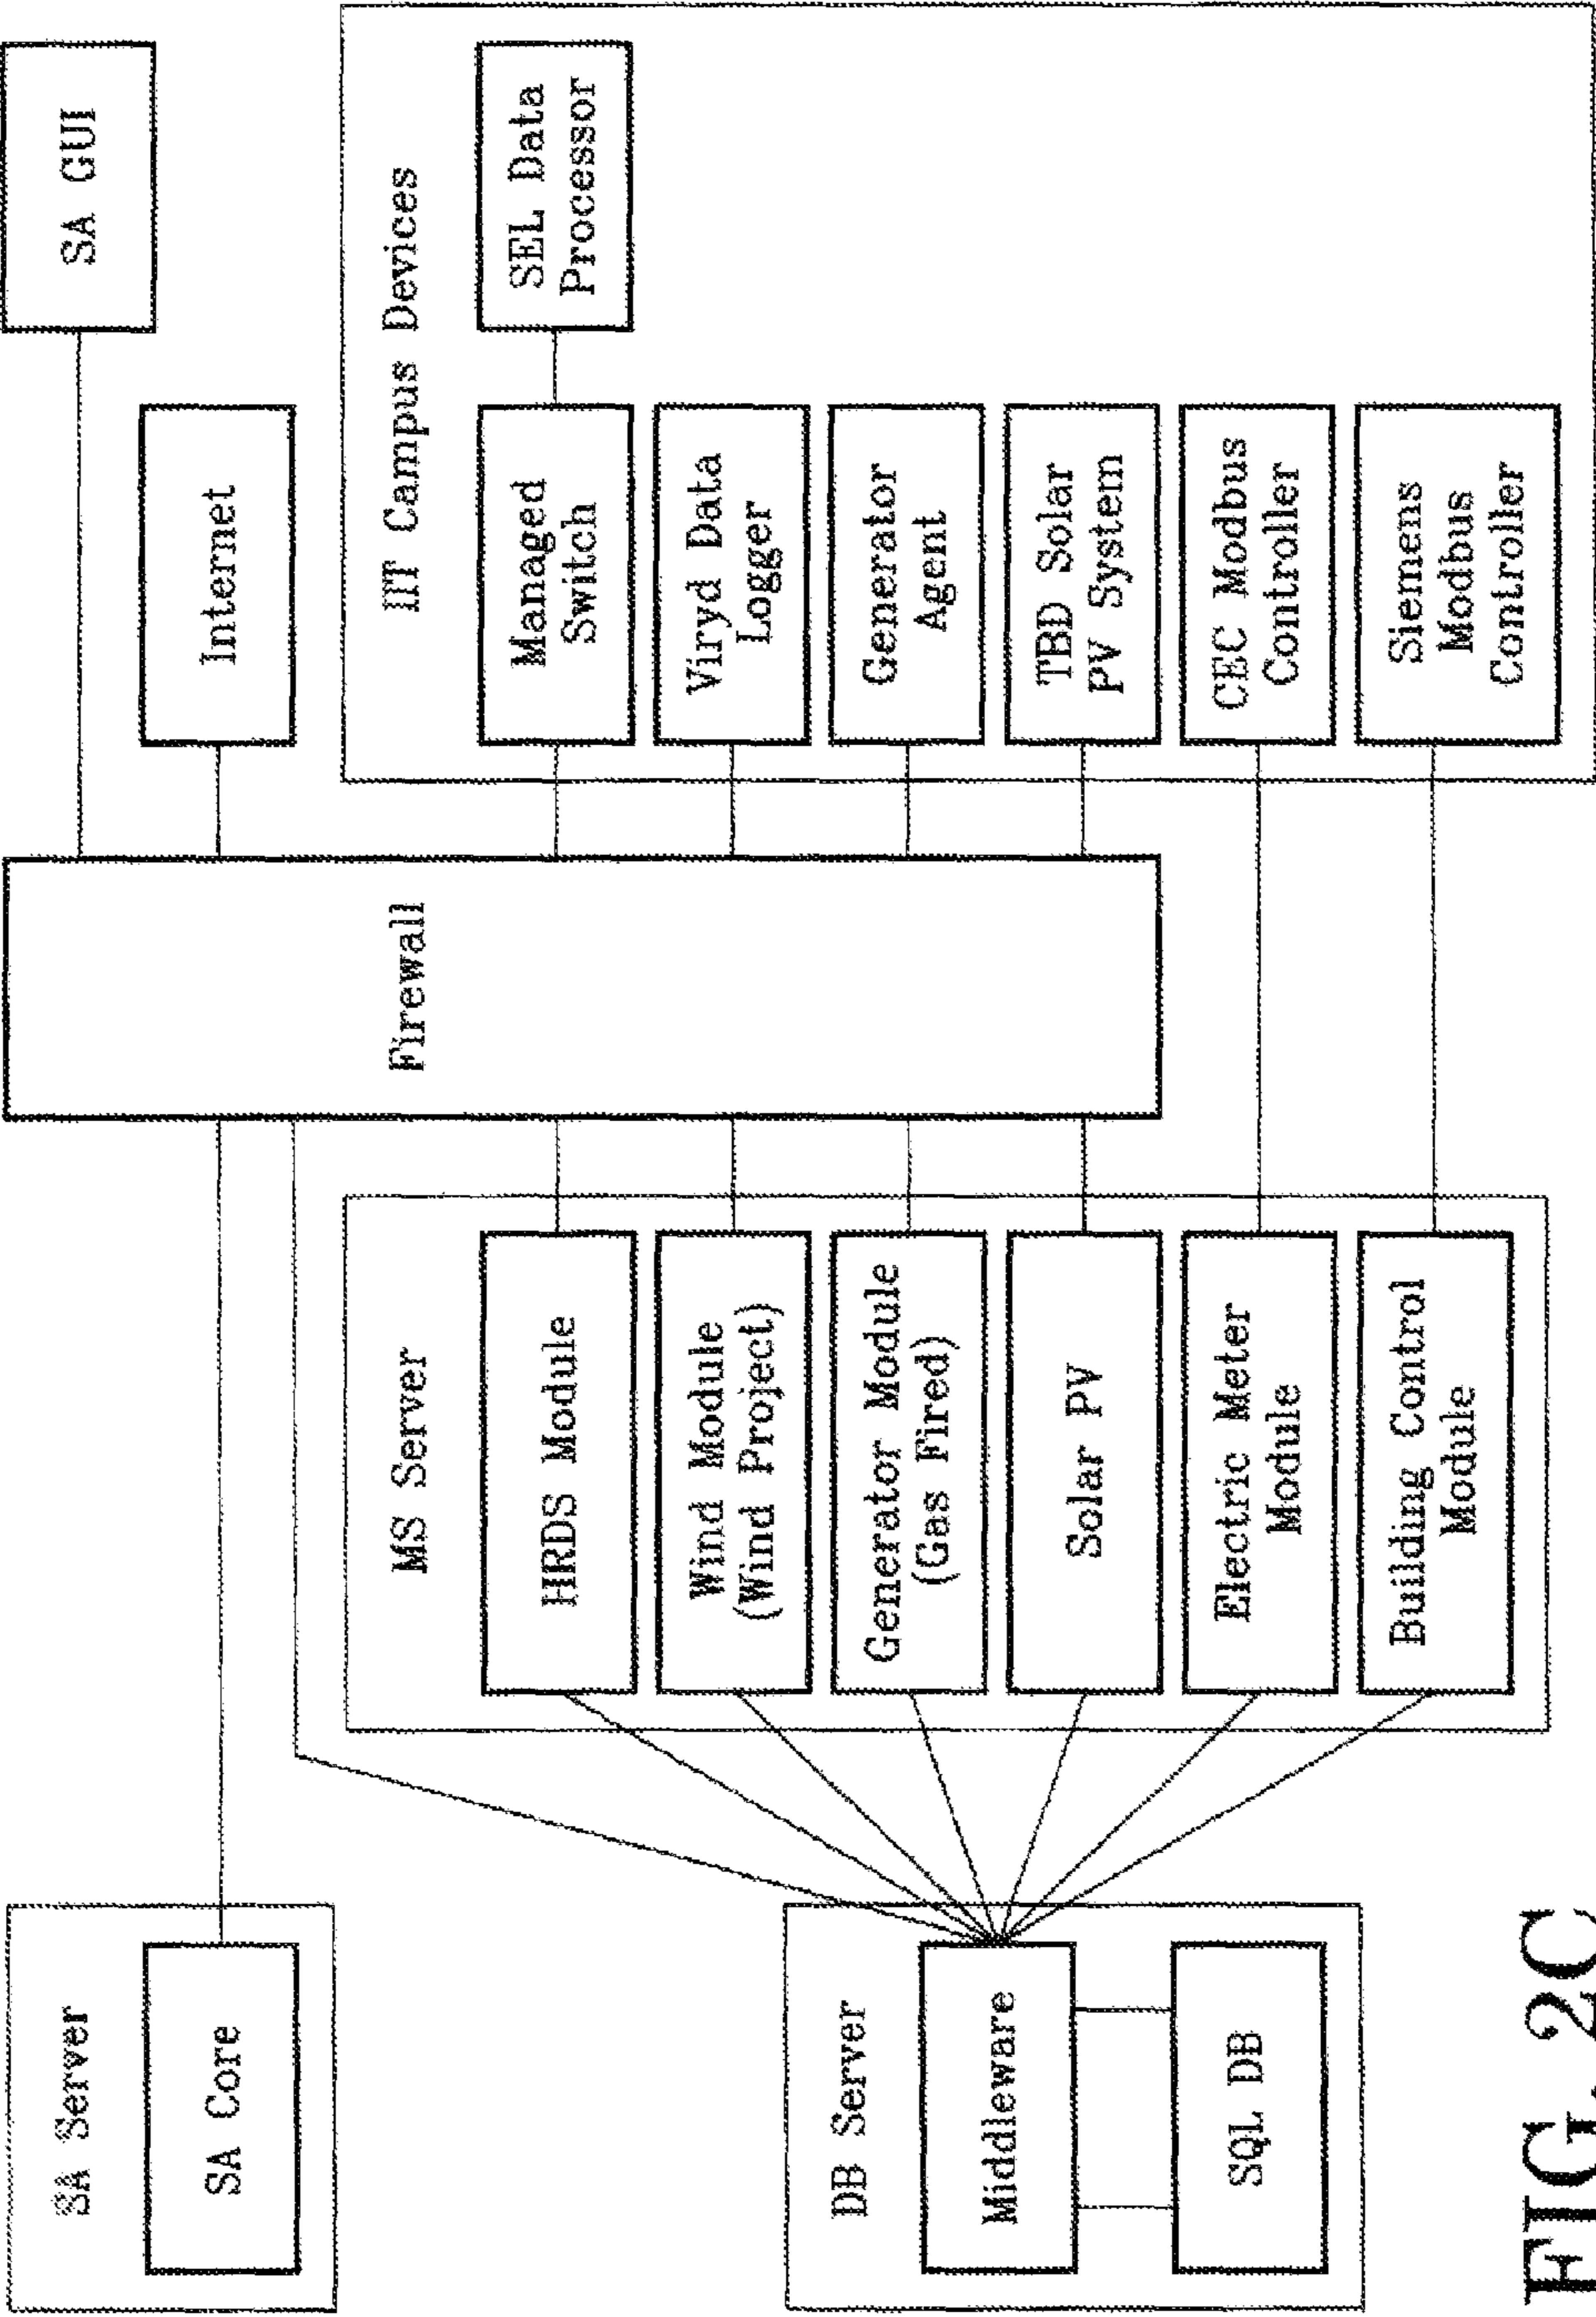 SA Server
SA Core
DB Server
Middleware
SQL DB
MS Server
HRDS Module
Wind Module
(Wind Project)
Generator Module
(Gas Fired)
Solar PV
Electric Meter
Module
Building Control
Module
Firewall
Internet
SA GUI
IIT Campus Devices
Managed
Switch
SEL Data
Processor
Viryd Data
Logger
Generator
Agent
TBD Solar
PV System
CEC Modbus
Controller
Siemens
Modbus
Controller
FIG. 2C